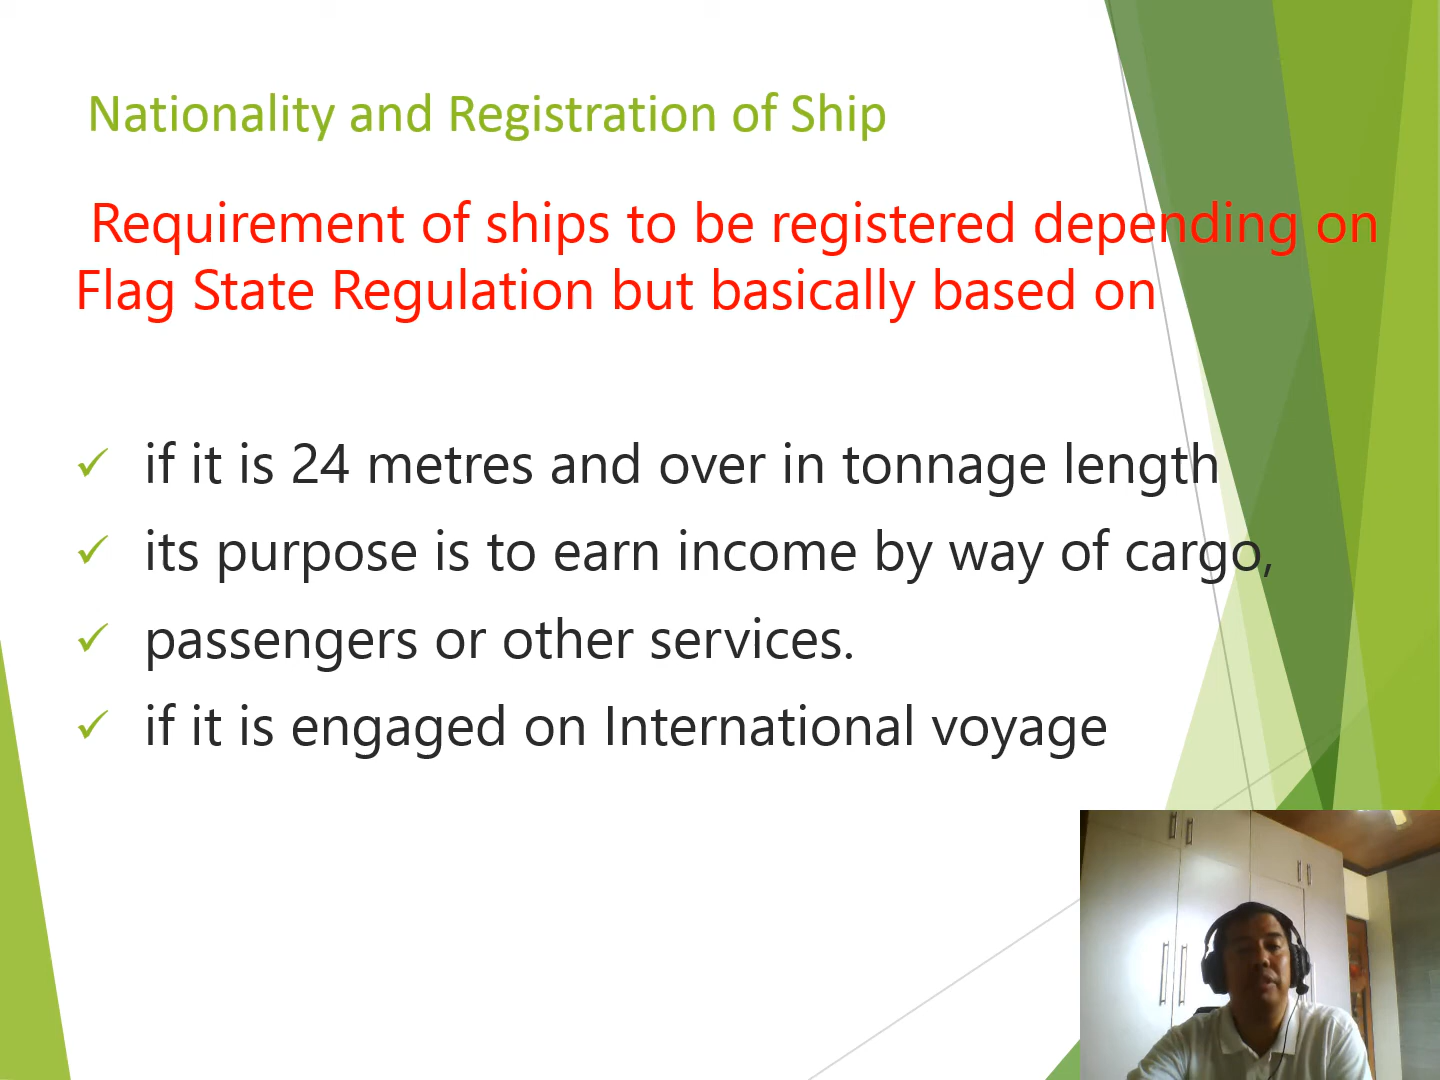 Nationality and Registration of Ship
Requirement of ships to be registered depending on
Flag State Regulation but basically based on
if it is 24 metres and over in tonnage length
its purpose is to earn income by way of cargo,
passengers or other services.
if it is engaged on International voyage